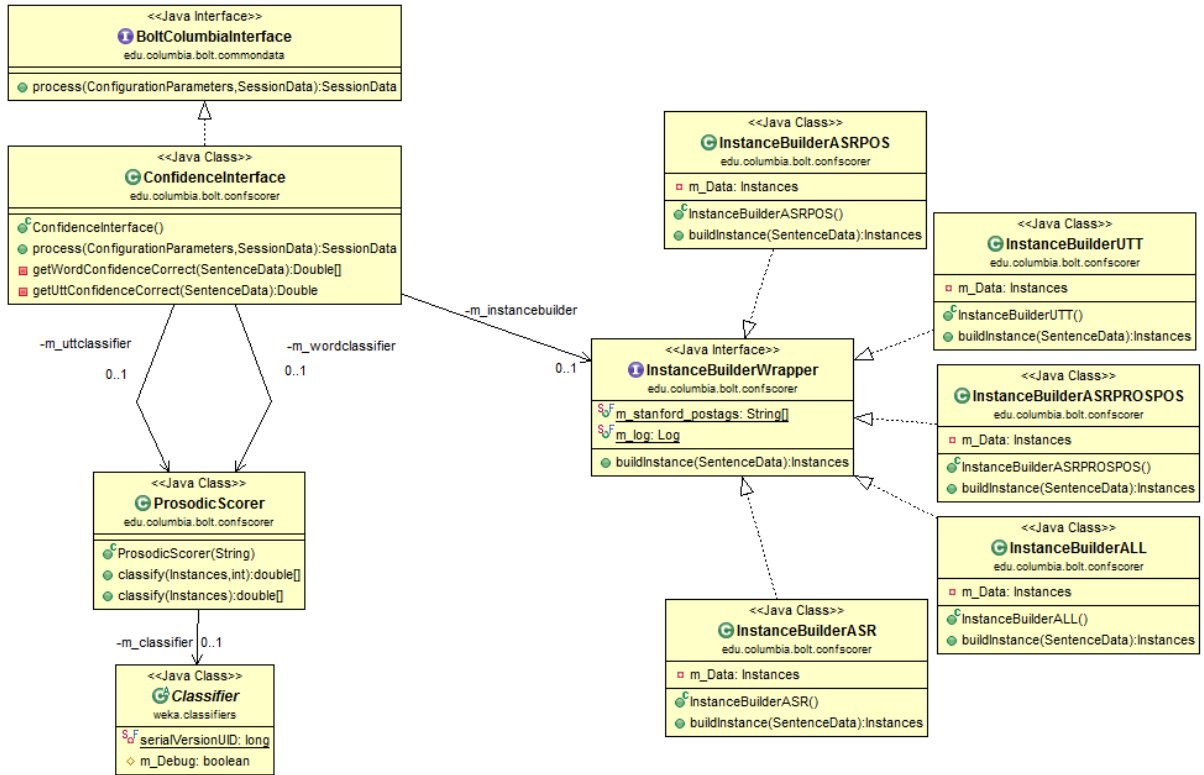 <<Java Interface>>
BoltColumbiaInterface
edu.columbia.bolt.commondata
process(ConfigurationParameters,SessionData):SessionData
<<Java Class>>
ConfidenceInterface
edu.columbia.bolt.confscorer
ConfidenceInterface()
process(ConfigurationParameters,SessionData):SessionData
getWordConfidenceCorrect(SentenceData):Double[]
getUttConfidenceCorrect(SentenceData):Double
-m_uttclassifier
0..1
-m_wordclassifier
0..1
-m_instancebuilder
0..1
<<Java Class>>
ProsodicScorer
edu.columbia.bolt.confscorer
ProsodicScorer(String)
classify(Instances,int):double[]
classify(Instances):double[]
-m_classifier 0..1
<<Java Class>>
Classifier
weka.classifiers
serialVersionUID: long
m_Debug: boolean
<<Java Class>>
InstanceBuilderASRPOS
edu.columbia.bolt.confscorer
m_Data: Instances
InstanceBuilderASRPOS()
buildInstance(SentenceData):Instances
<<Java Class>>
InstanceBuilderUTT
edu.columbia.bolt.confscorer
m_Data: Instances
InstanceBuilderUTT()
buildInstance(SentenceData):Instances
<<Java Interface>>
InstanceBuilderWrapper
edu.columbia.bolt.confscorer
m_stanford_postags: String[]
m_log: Log
buildInstance(SentenceData):Instances
<<Java Class>>
InstanceBuilderASRPROSPOS
edu.columbia.bolt.confscorer
m_Data: Instances
InstanceBuilderASRPROSPOS()
buildInstance(SentenceData):Instances
<<Java Class>>
InstanceBuilderALL
edu.columbia.bolt.confscorer
m_Data: Instances
InstanceBuilderALL()
buildInstance(SentenceData):Instances
<<Java Class>>
InstanceBuilderASR
edu.columbia.bolt.confscorer
m_Data: Instances
InstanceBuilderASR()
buildInstance(SentenceData):Instances